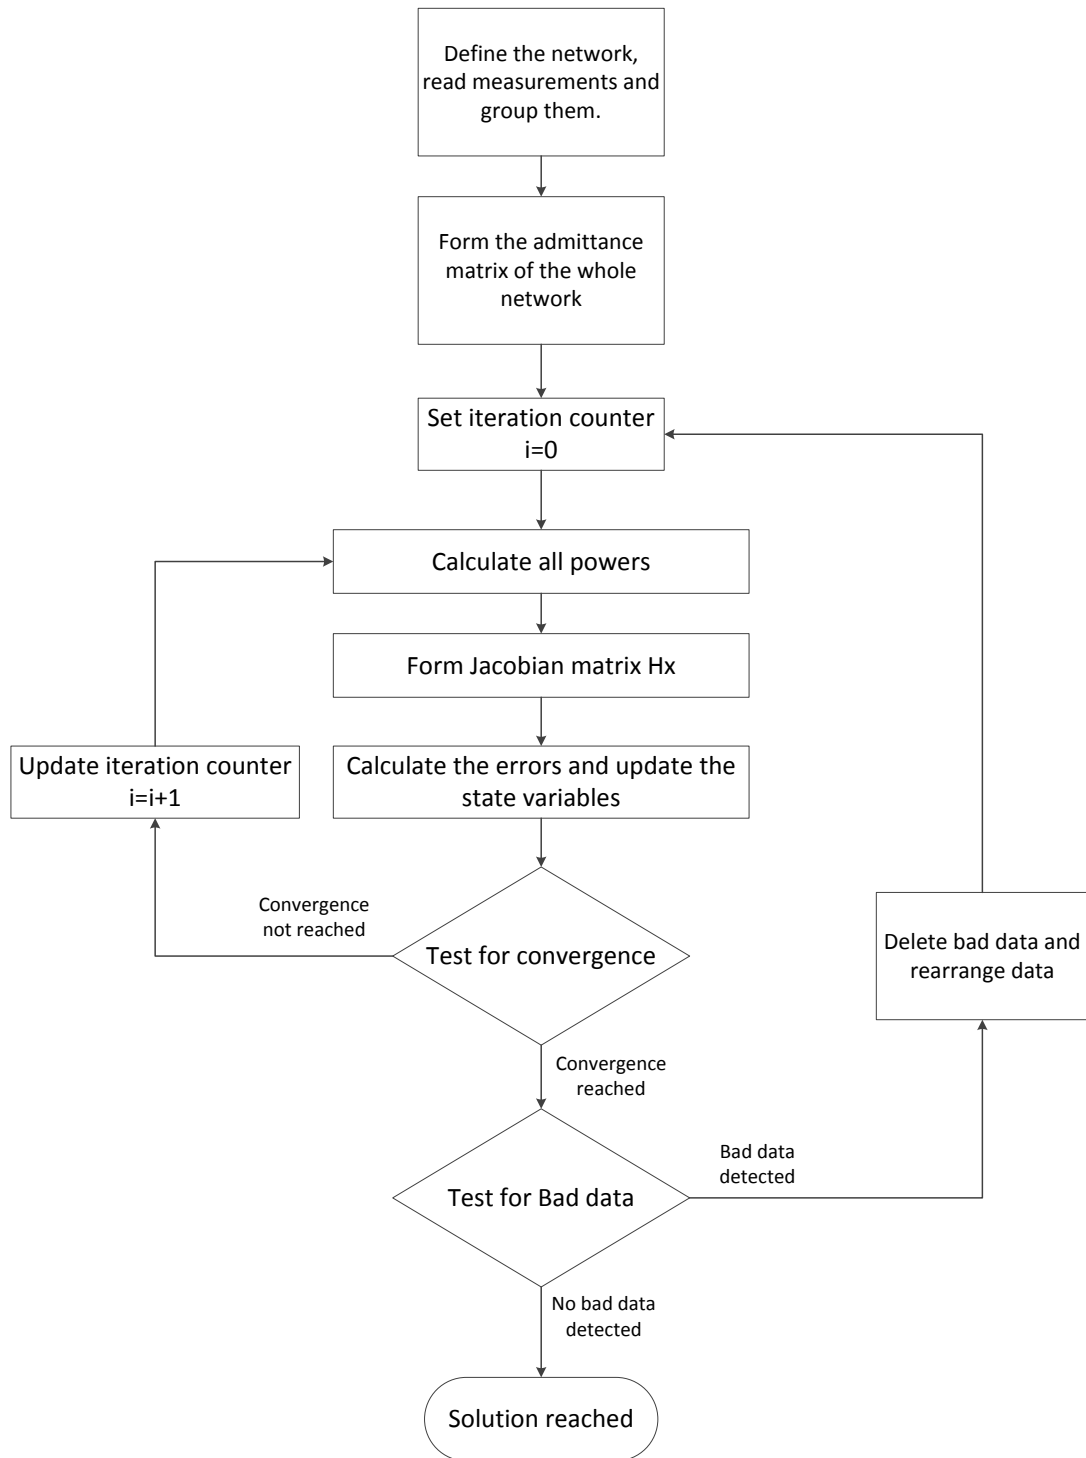 Define the network,
read measurements and
group them.
Form the admittance
matrix of the whole
network
Set iteration counter
i=0
Calculate all powers
Form Jacobian matrix Hx
Update iteration counter
i=i+1
Calculate the errors and update the
state variables
Convergence
not reached
Test for convergence
Delete bad data and
rearrange data
Convergence
reached
Bad data
detected
Test for Bad data
No bad data
detected
Solution reached